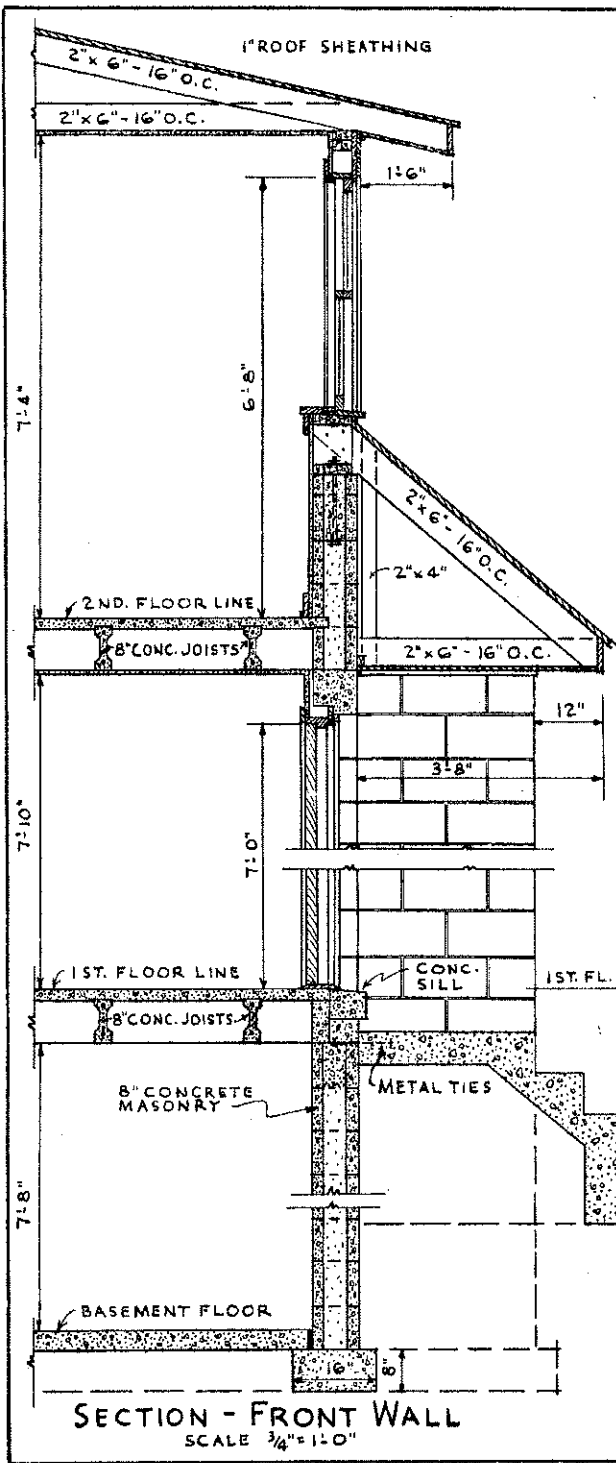 1" ROOF SHEATHING
2" x 6" - 16" O.C.
2" x 6" - 16" O.C.
1'-6"
7'-4"
6'-8"
2" x 6" - 16" O.C.
2" x 4"
2ND. FLOOR LINE
8" CONC. JOISTS
2" x 6" - 16" O.C.
12"
3'-8"
7'-10"
7'-0"
1ST. FLOOR LINE
CONC.
SILL
1ST. FL.
8" CONC. JOISTS
METAL TIES
8" CONCRETE
MASONRY
7'-8"
BASEMENT FLOOR
16"
8"
SECTION - FRONT WALL
SCALE 3/4" = 1'-0"